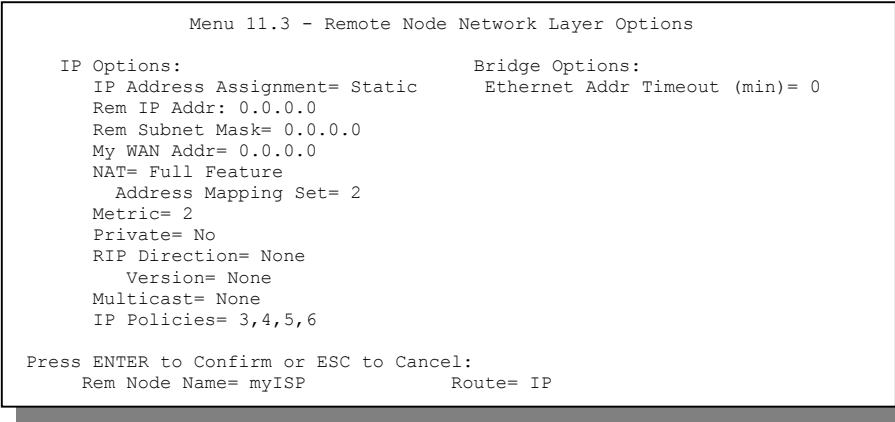 Menu 11.3 - Remote Node Network Layer Options
IP Options: Bridge Options:
IP Address Assignment= Static Ethernet Addr Timeout (min)= 0
Rem IP Addr: 0.0.0.0
Rem Subnet Mask= 0.0.0.0
My WAN Addr= 0.0.0.0
NAT= Full Feature
Address Mapping Set= 2
Metric= 2
Private= No
RIP Direction= None
Version= None
Multicast= None
IP Policies= 3,4,5,6
Press ENTER to Confirm or ESC to Cancel:
Rem Node Name= myISP Route= IP